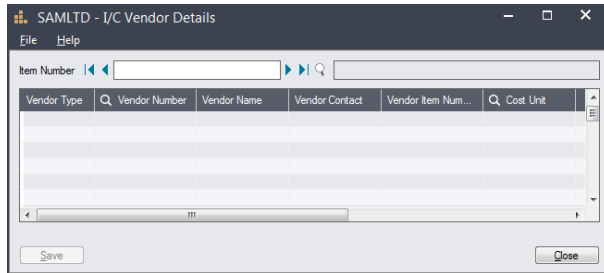 SAMLTD - I/C Vendor Details
File Help
Item Number
Vendor Type Vendor Number Vendor Name Vendor Contact Vendor Item Num... Cost Unit
Save Close